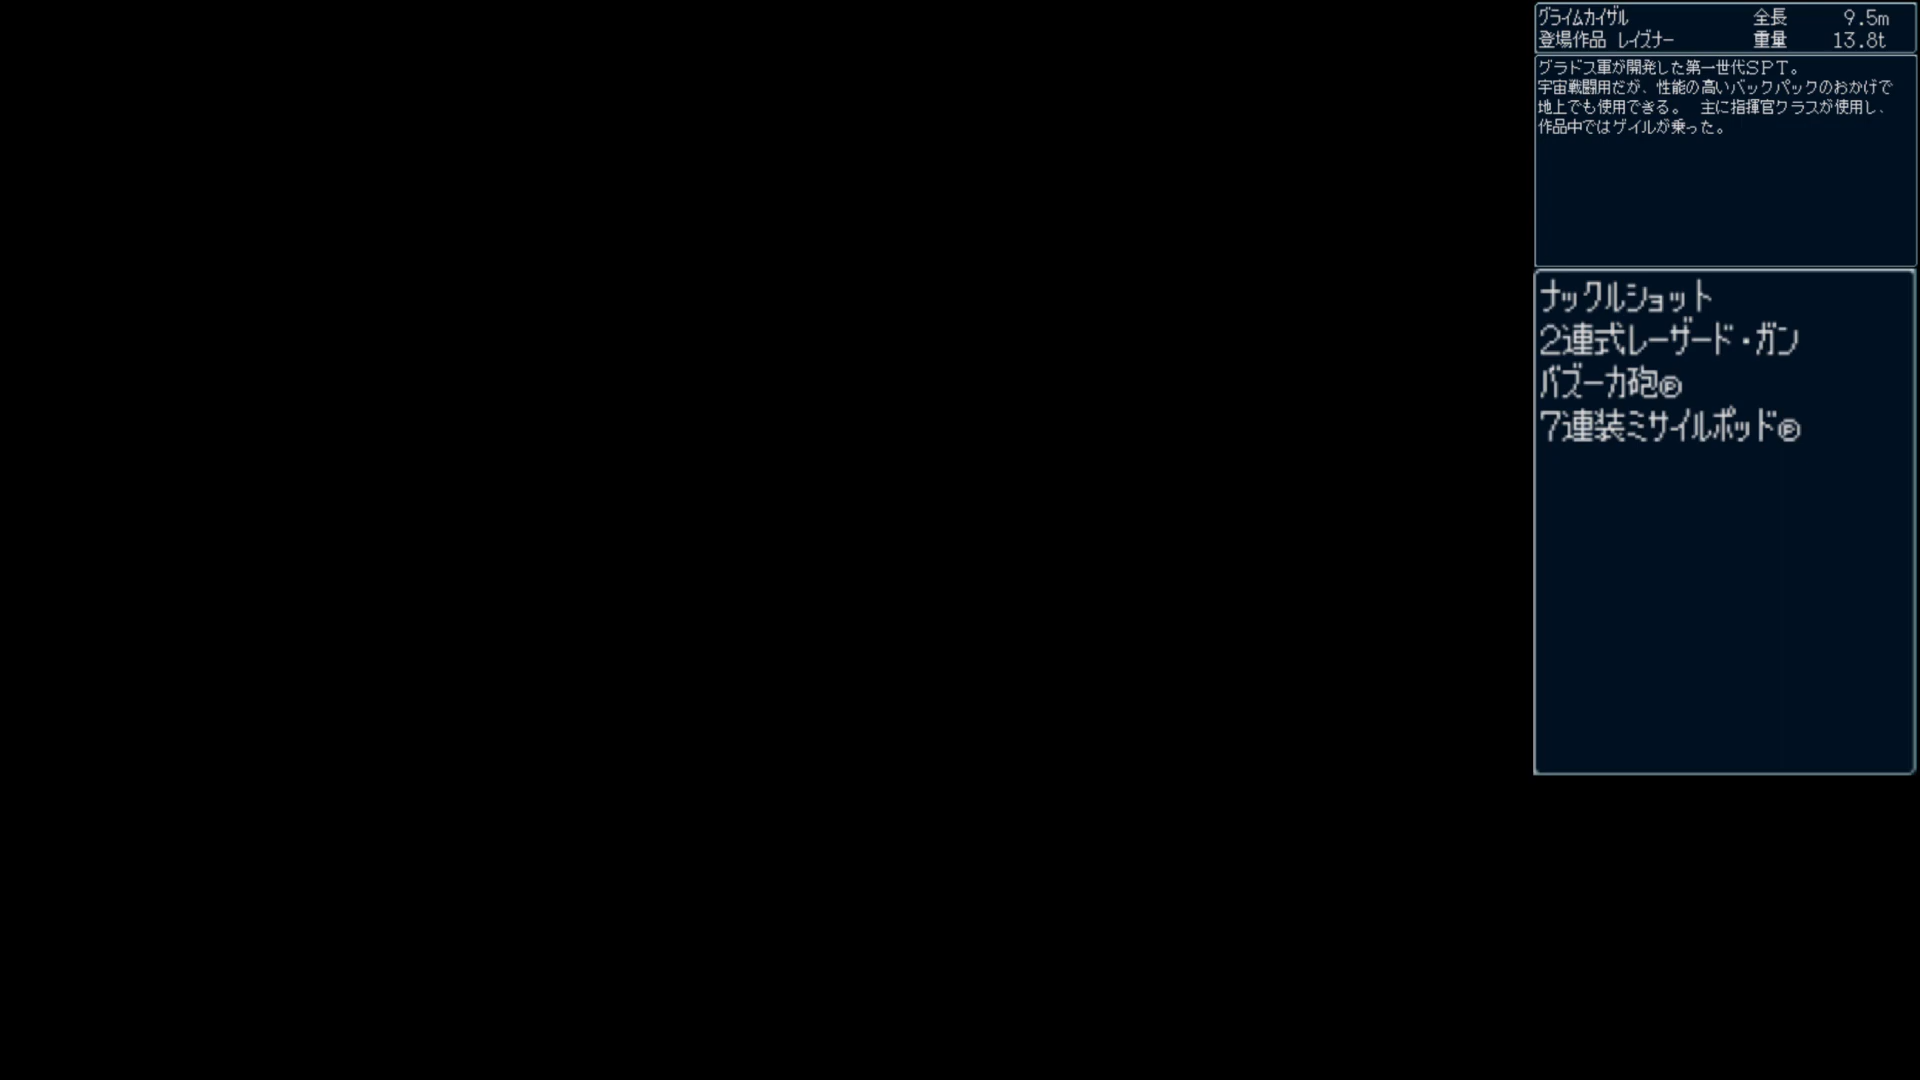 グライムカイザル 全長 9.5m
登場作品 レイズナー 重量 13.8t
グラドス軍が開発した第一世代SPT。
宇宙戦闘用だが、性能の高いバックパックのおかげで
地上でも使用できる。 主に指揮官クラスが使用し、
作品中ではゲイルが乗った。
ナックルショット
2連式レーザード・ガン
バズーカ砲Ⓟ
7連装ミサイルポッドⓅ